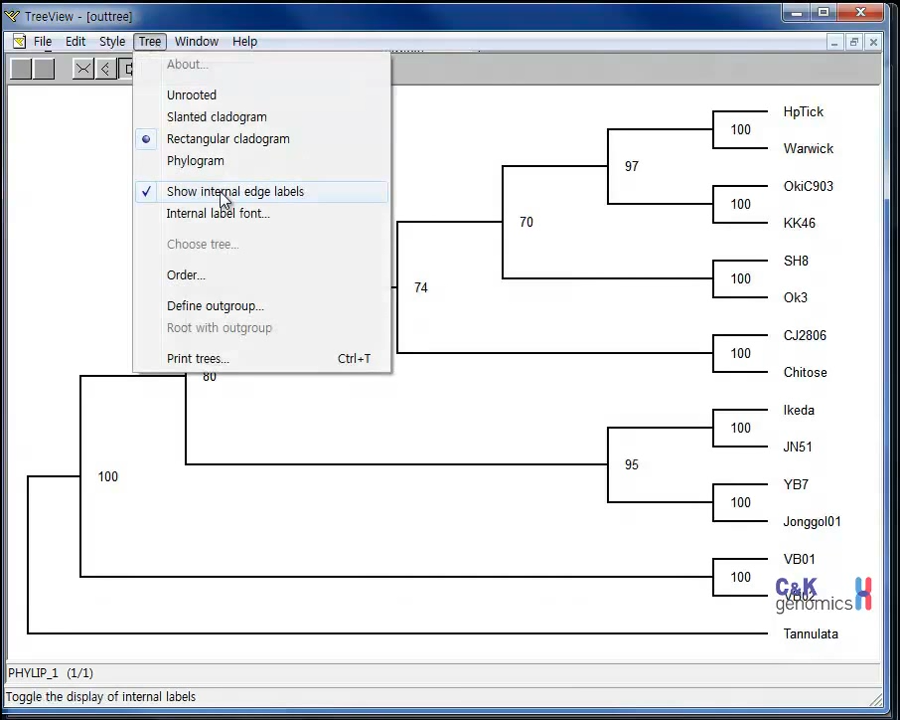 TreeView - [outtree]
File Edit Style Tree Window Help
About...
Unrooted
Slanted cladogram
Rectangular cladogram
Phylogram
Show internal edge labels
Internal label font...
Choose tree...
Order...
Define outgroup...
Root with outgroup
Print trees... Ctrl+T
HpTick
100
Warwick
97
OkiC903
100
KK46
70
SH8
100
Ok3
74
CJ2806
100
Chitose
80
Ikeda
100
JN51
95
YB7
100
Jonggol01
100
VB01
100
VB02
C&K
genomics
Tannulata
PHYLIP_1 (1/1)
Toggle the display of internal labels